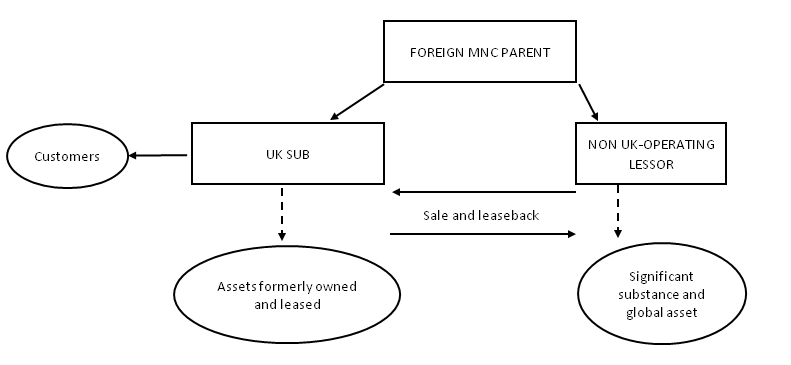 FOREIGN MNC PARENT
Customers
UK SUB
NON UK-OPERATING
LESSOR
Sale and leaseback
Assets formerly owned
and leased
Significant
substance and
global asset